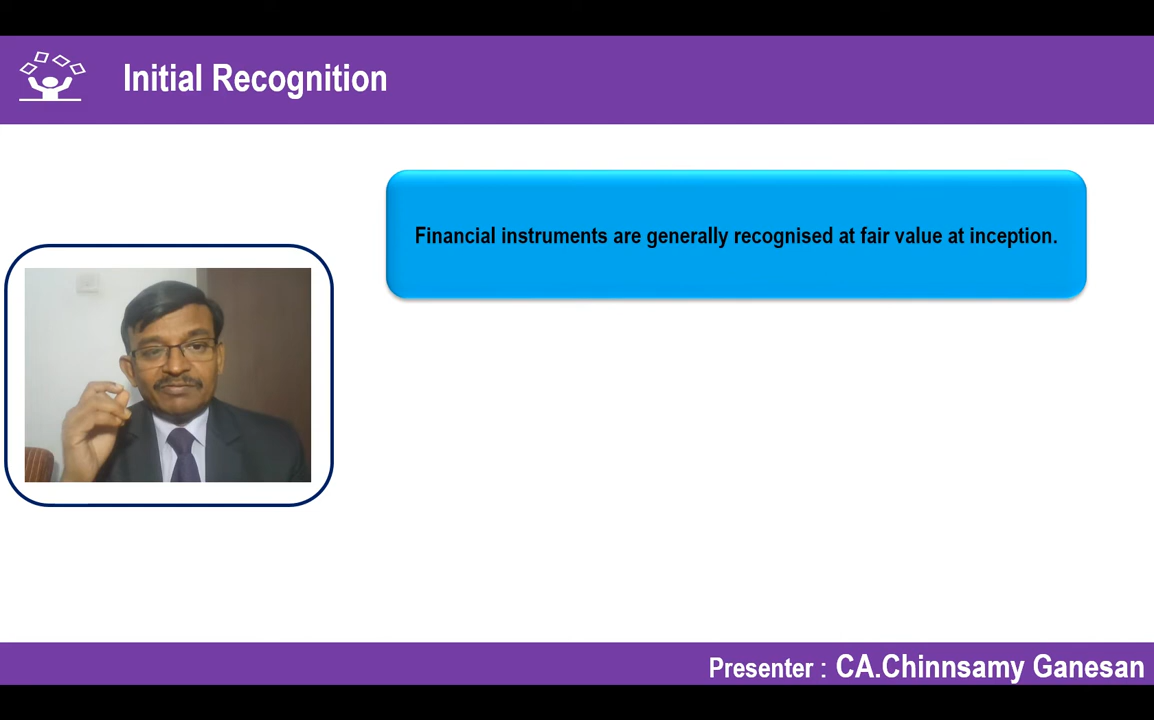 Initial Recognition
Financial instruments are generally recognised at fair value at inception.
Presenter : CA.Chinnsamy Ganesan